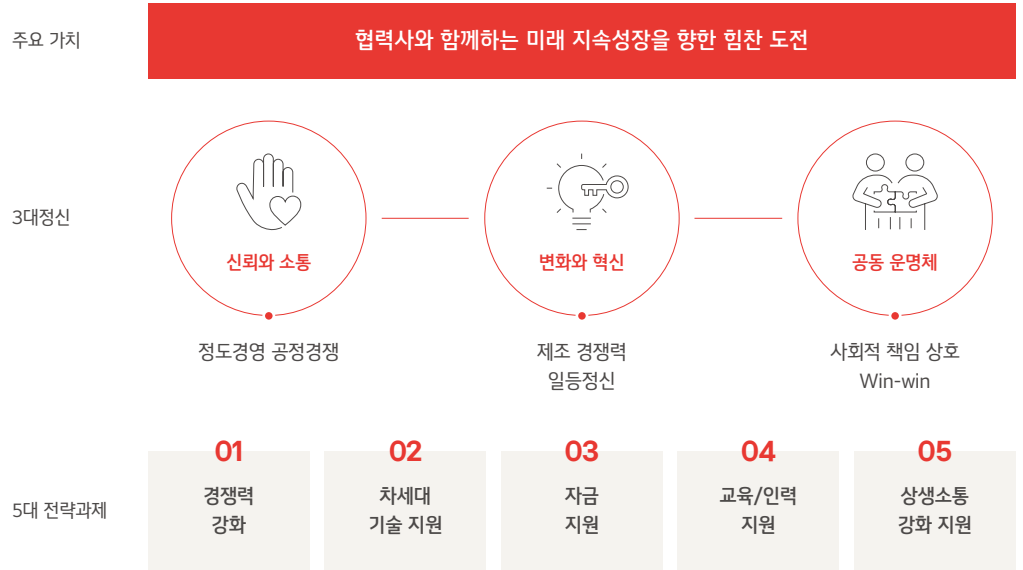 주요 가치
협력사와 함께하는 미래 지속성장을 향한 힘찬 도전
3대정신
신뢰와 소통
변화와 혁신
공동 운명체
정도경영 공정경쟁
제조 경쟁력
일등정신
사회적 책임 상호
Win-win
5대 전략과제
01
경쟁력
강화
02
차세대
기술 지원
03
자금
지원
04
교육/인력
지원
05
상생소통
강화 지원